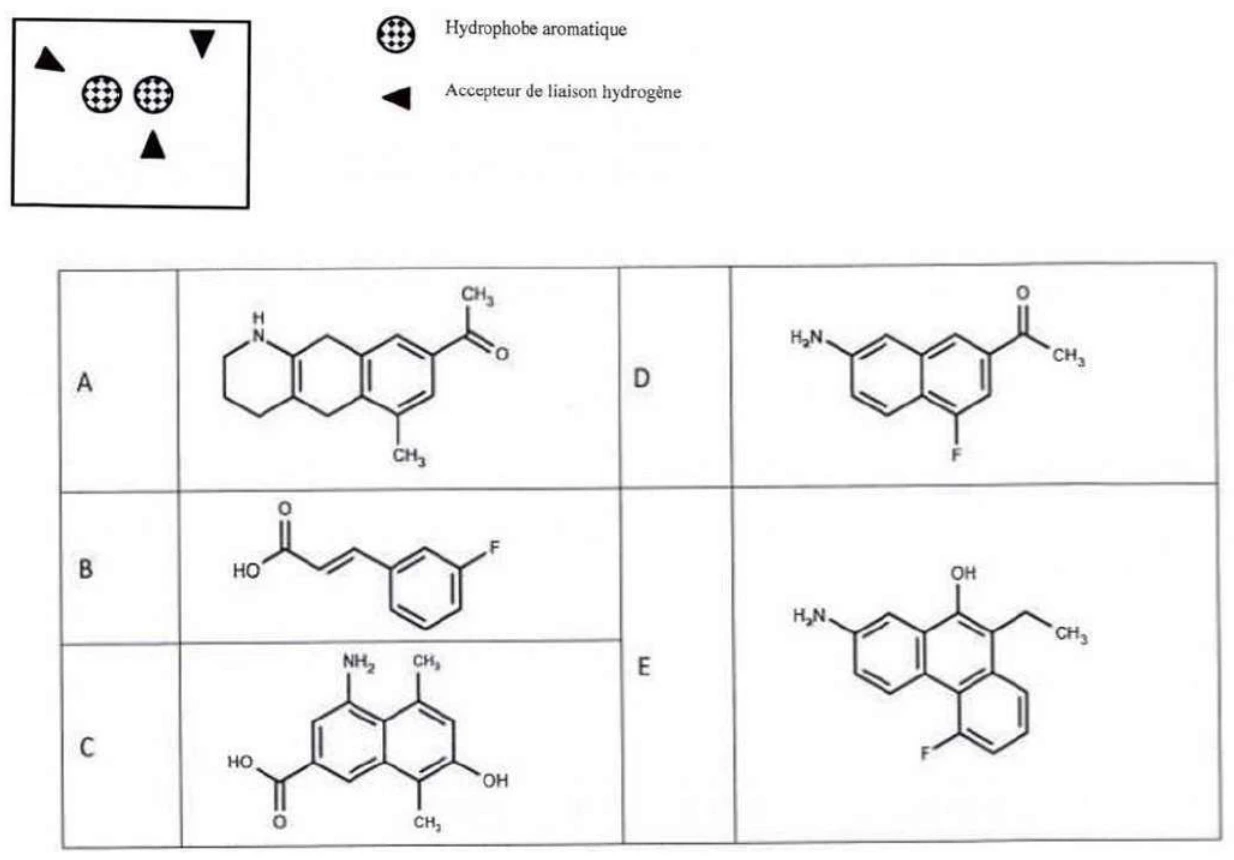 Hydrophobe aromatique
Accepteur de liaison hydrogène
A
H
N
CH₃
O
CH₃
B
O
HO
F
C
NH₂
CH₃
HO
O
OH
CH₃
D
O
H₂N
CH₃
F
E
OH
H₂N
CH₃
F